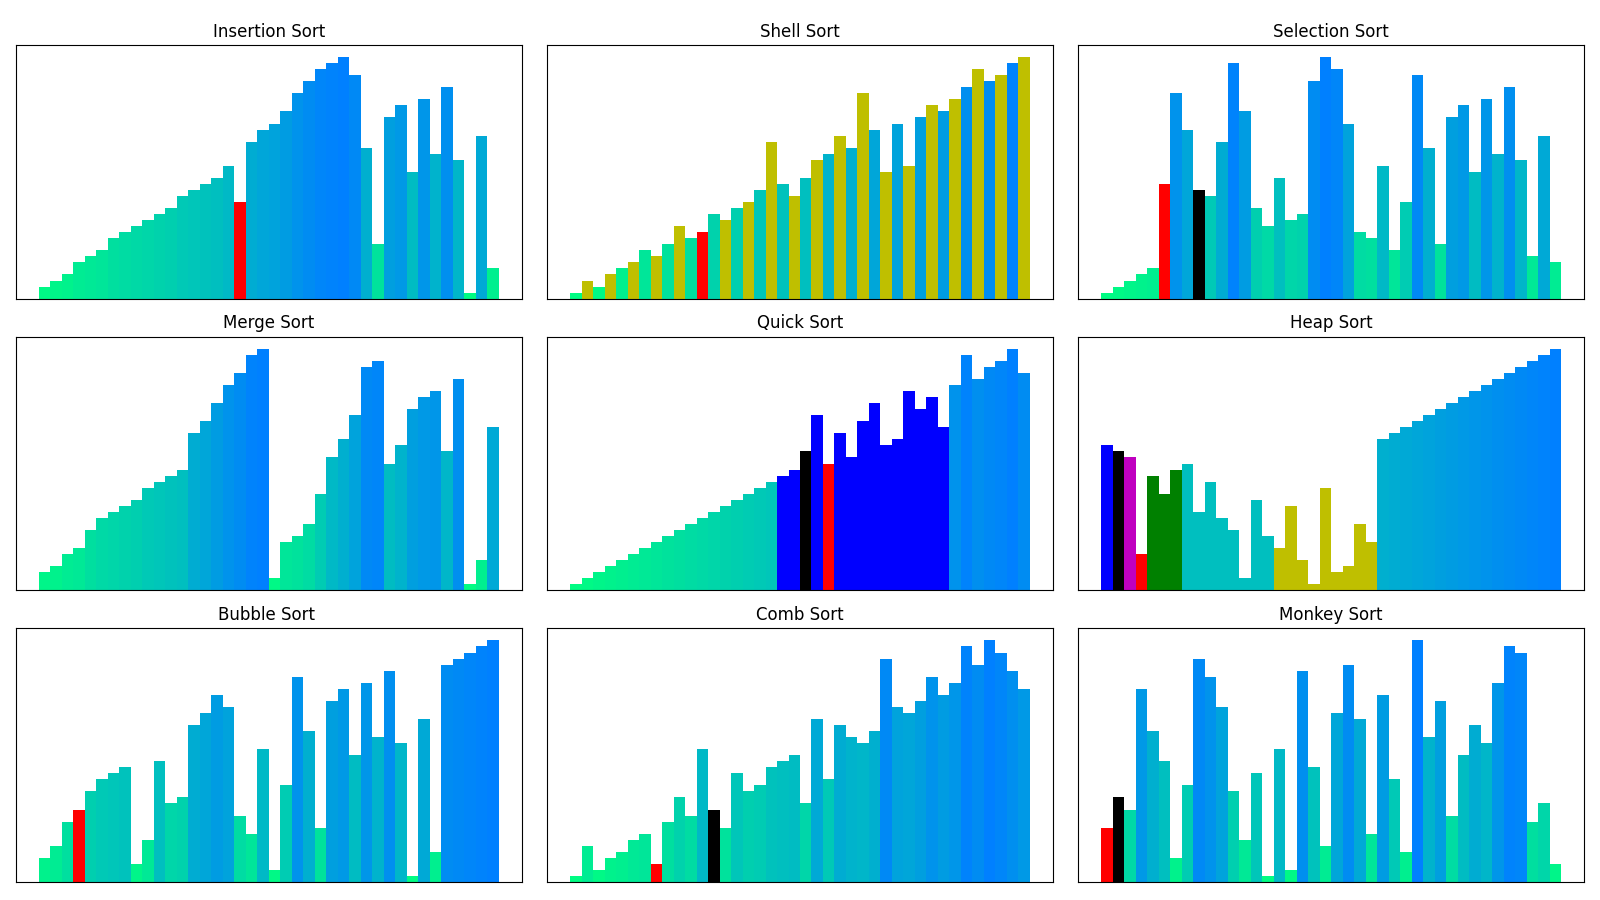 Insertion Sort
Shell Sort
Selection Sort
Merge Sort
Quick Sort
Heap Sort
Bubble Sort
Comb Sort
Monkey Sort